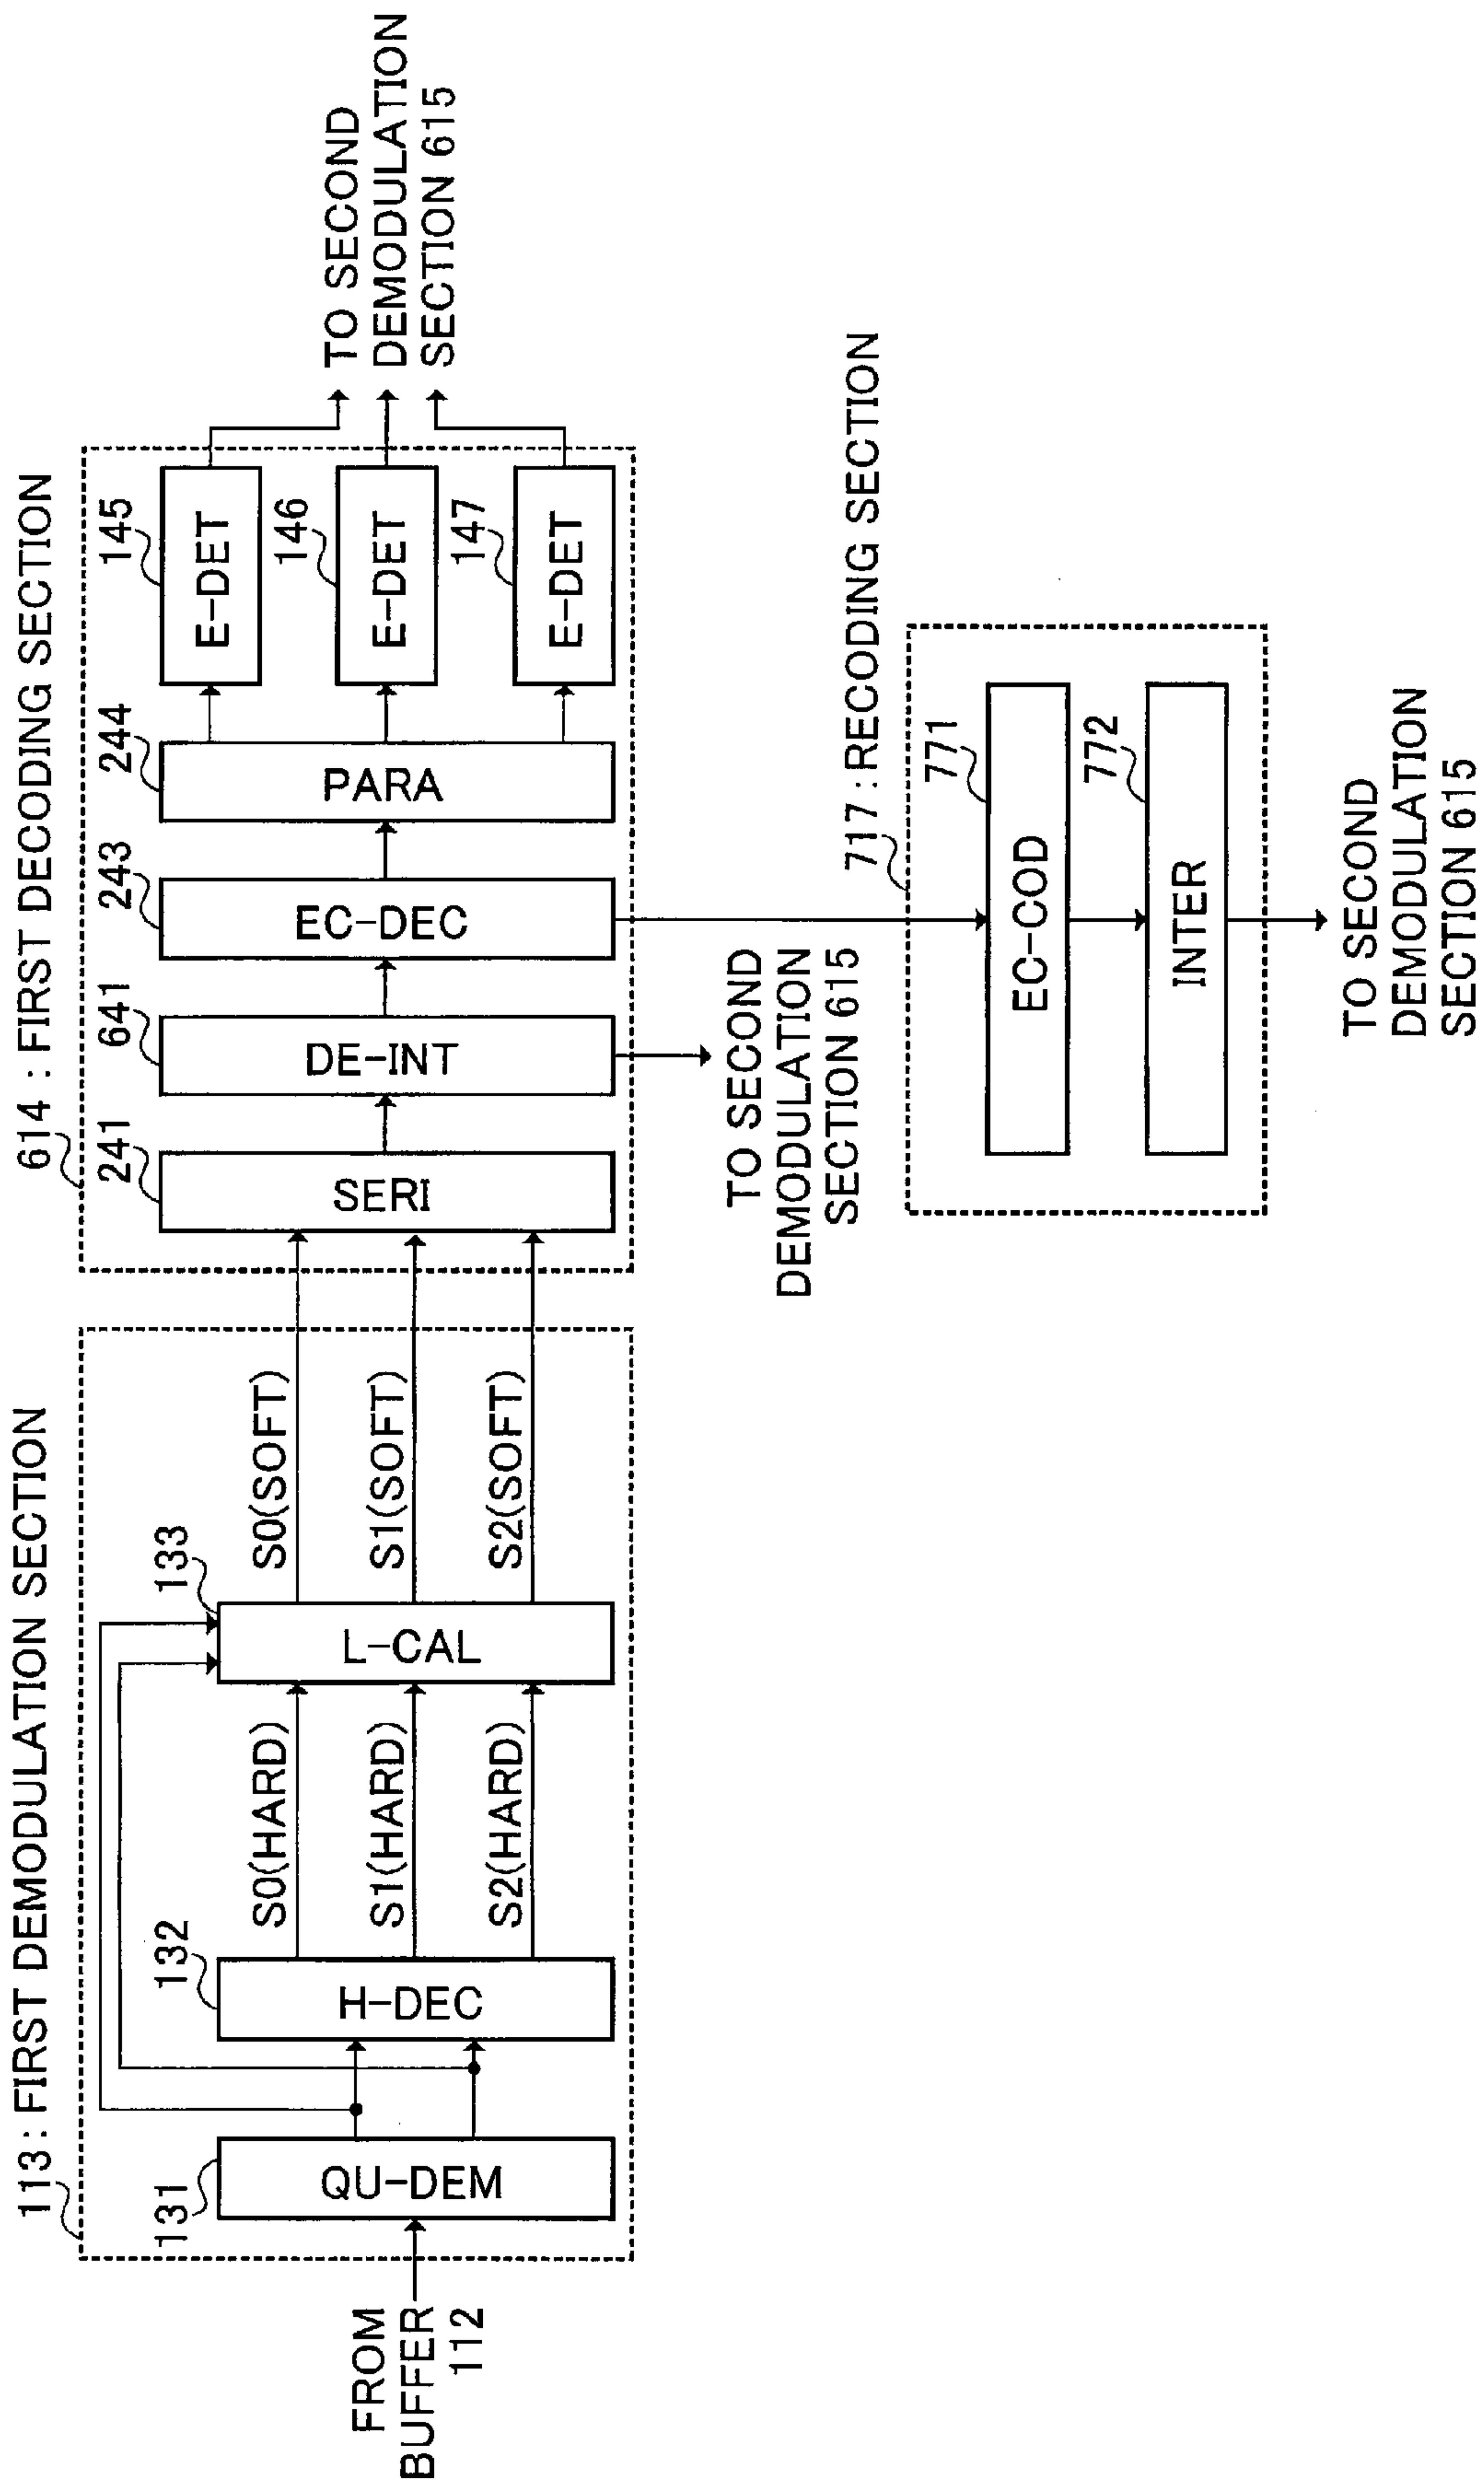 113 : FIRST DEMODULATION SECTION
FROM
BUFFER
112
131
QU-DEM
132
H-DEC
S0(HARD)
S1(HARD)
S2(HARD)
133
L-CAL
S0(SOFT)
S1(SOFT)
S2(SOFT)
614 : FIRST DECODING SECTION
241
SERI
641
DE-INT
243
EC-DEC
244
PARA
145
E-DET
146
E-DET
147
E-DET
TO SECOND
DEMODULATION
SECTION 615
TO SECOND
DEMODULATION
SECTION 615
717 : RECODING SECTION
771
EC-COD
772
INTER
TO SECOND
DEMODULATION
SECTION 615